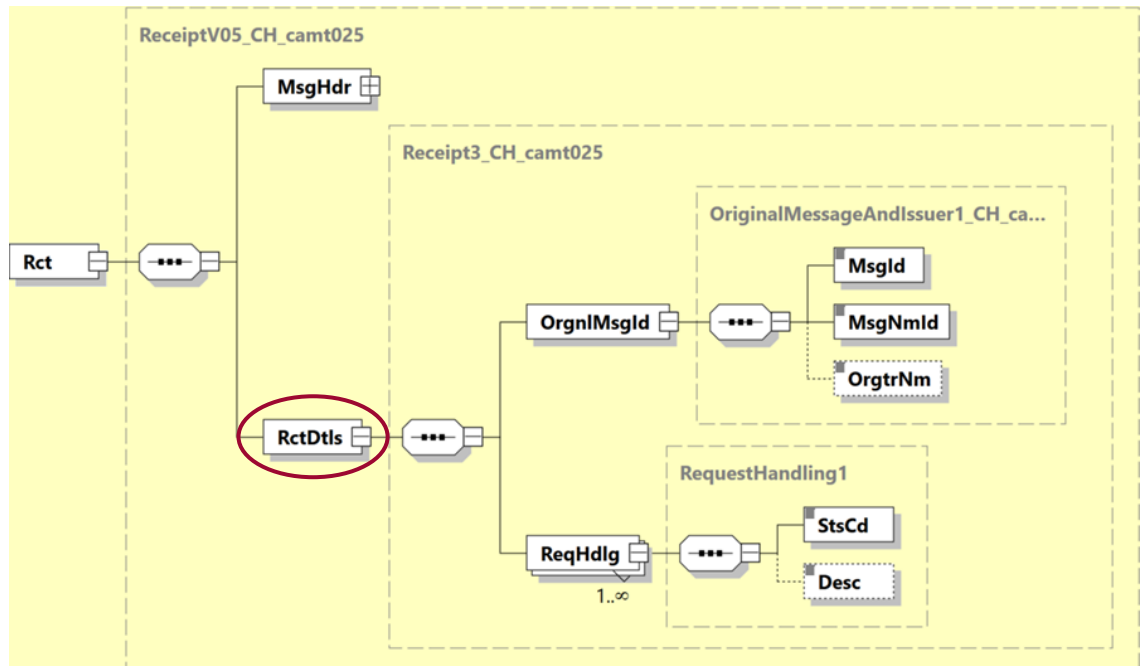 ReceiptV05_CH_camt025
MsgHdr
Receipt3_CH_camt025
OriginalMessageAndIssuer1_CH_ca...
Rct
MsgId
OrgnlMsgId
MsgNmId
OrgtrNm
RctDtls
RequestHandling1
StsCd
ReqHdlg
Desc
1..∞